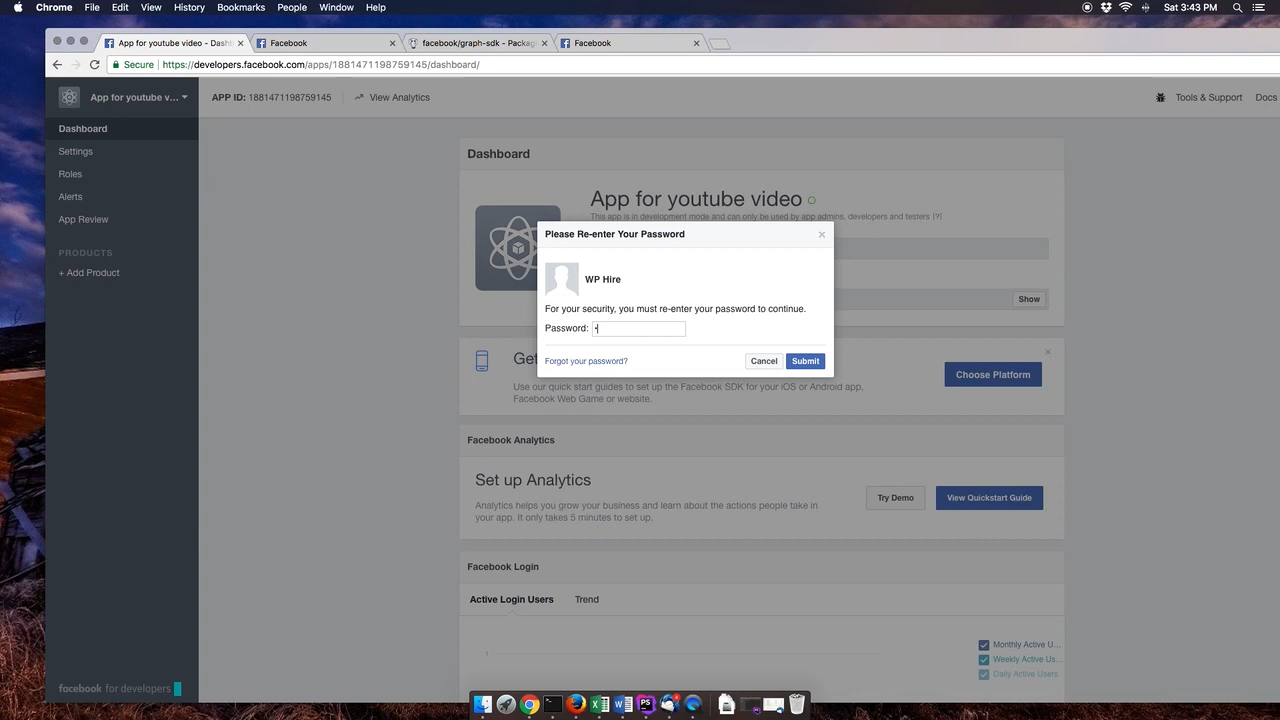 Chrome File Edit View History Bookmarks People Window Help
Sat 3:43 PM
App for youtube video - Dashb
Facebook
facebook/graph-sdk - Packag
Facebook
Secure https://developers.facebook.com/apps/1881471198759145/dashboard/
App for youtube v...
APP ID: 1881471198759145
View Analytics
Tools & Support
Docs
Dashboard
Settings
Roles
Alerts
App Review
PRODUCTS
+ Add Product
facebook for developers
Dashboard
App for youtube video
This app is in development mode and can only be used by app admins, developers and testers [?]
Show
Please Re-enter Your Password
WP Hire
For your security, you must re-enter your password to continue.
Password:
Forgot your password?
Cancel
Submit
Get
Use our quick start guides to set up the Facebook SDK for your iOS or Android app,
Facebook Web Game or website.
Choose Platform
Facebook Analytics
Set up Analytics
Analytics helps you grow your business and learn about the actions people take in
your app. It only takes 5 minutes to set up.
Try Demo
View Quickstart Guide
Facebook Login
Active Login Users
Trend
1
Monthly Active U...
Weekly Active Us...
Daily Active Users